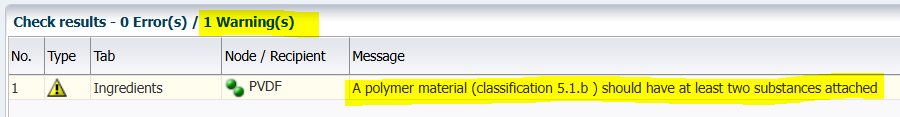 Check results - 0 Error(s) / 1 Warning(s)
No. Type Tab Node / Recipient Message
1 Ingredients PVDF A polymer material (classification 5.1.b ) should have at least two substances attached